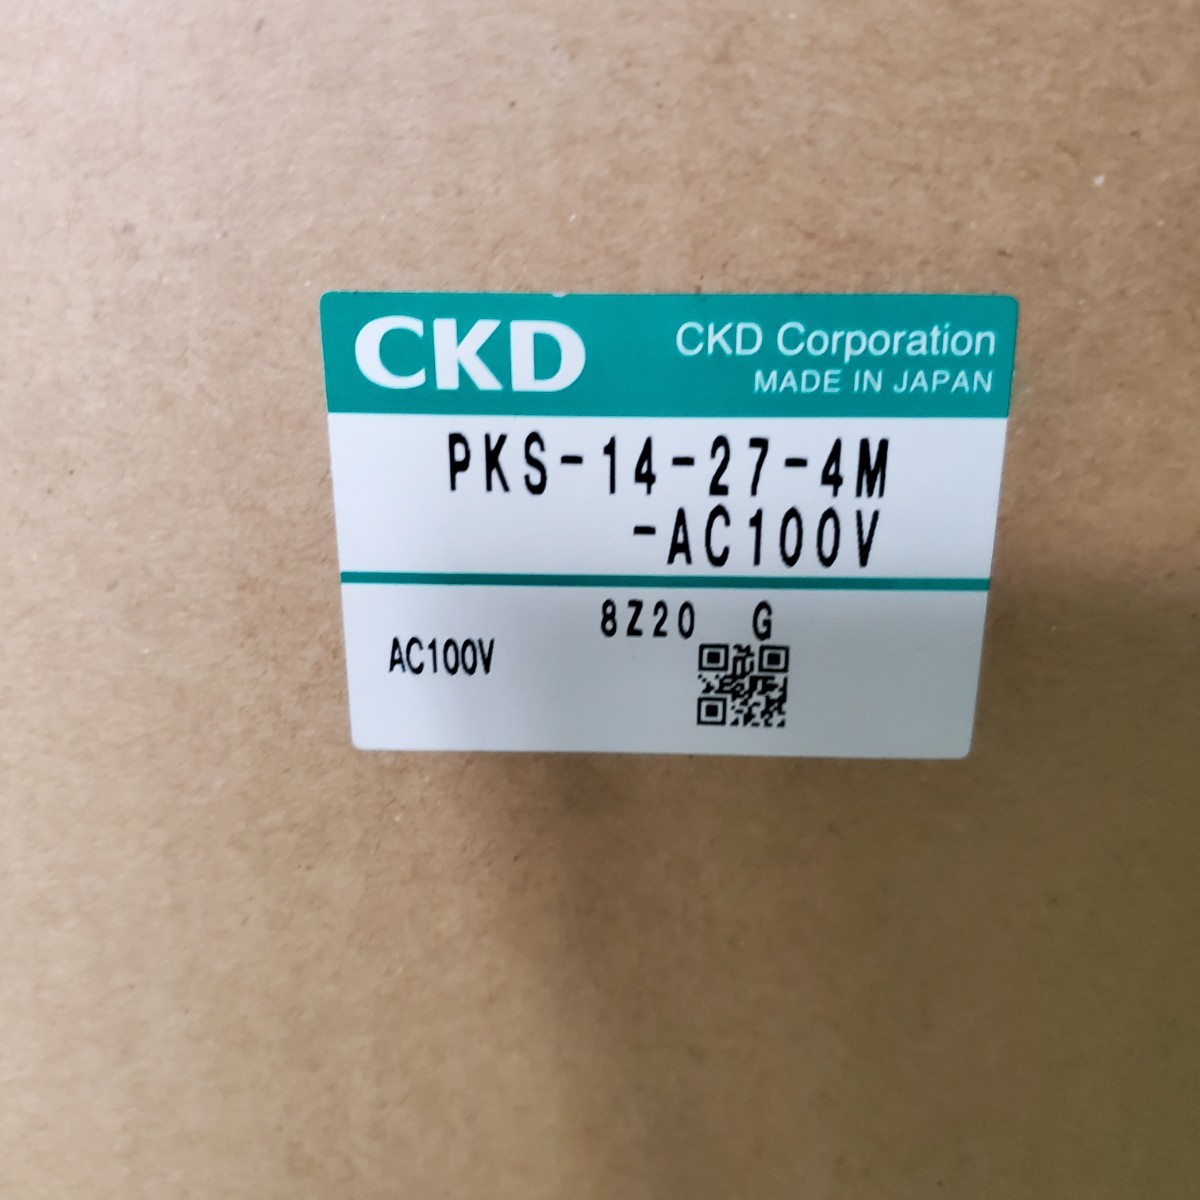 CKD
CKD Corporation
MADE IN JAPAN
PKS-14-27-4M
-AC100V
8Z20 G
AC100V